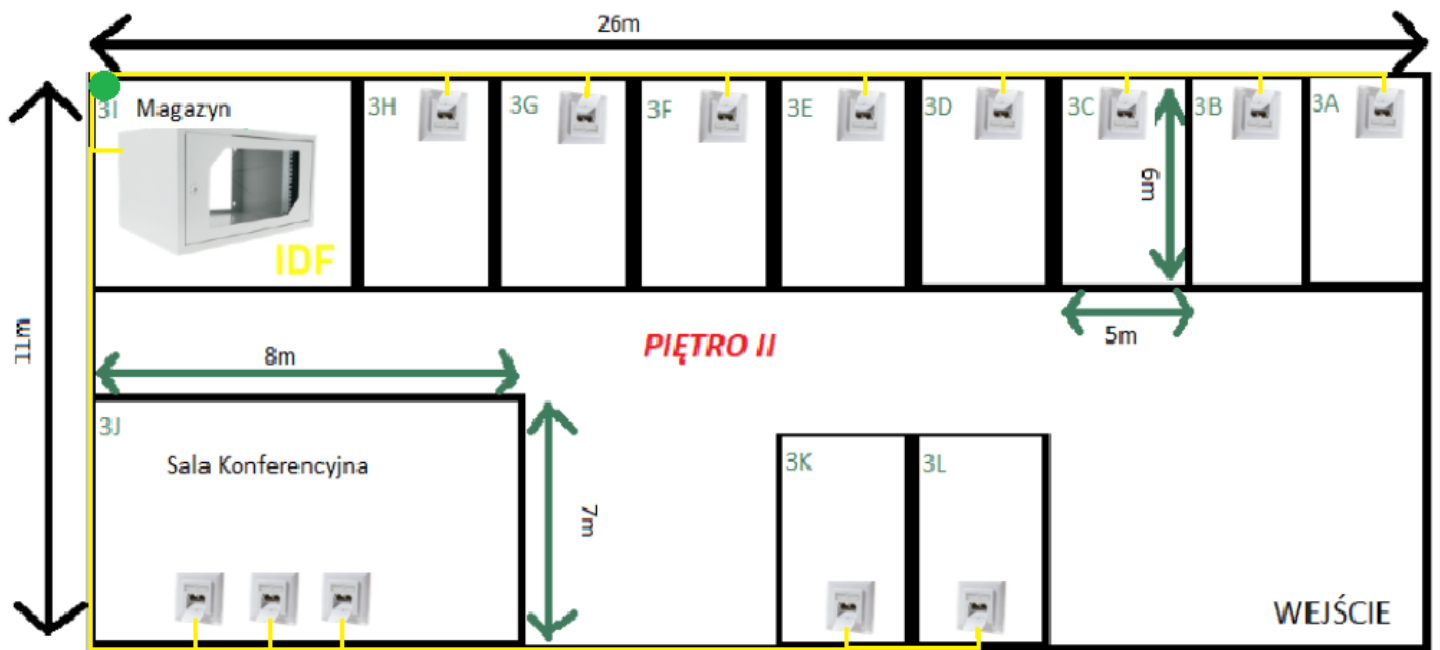 26m
3I Magazyn
3H
3G
3F
3E
3D
3C
3B
3A
6m
IDF
11m
PIĘTRO II
5m
8m
3J
Sala Konferencyjna
7m
3K
3L
WEJŚCIE